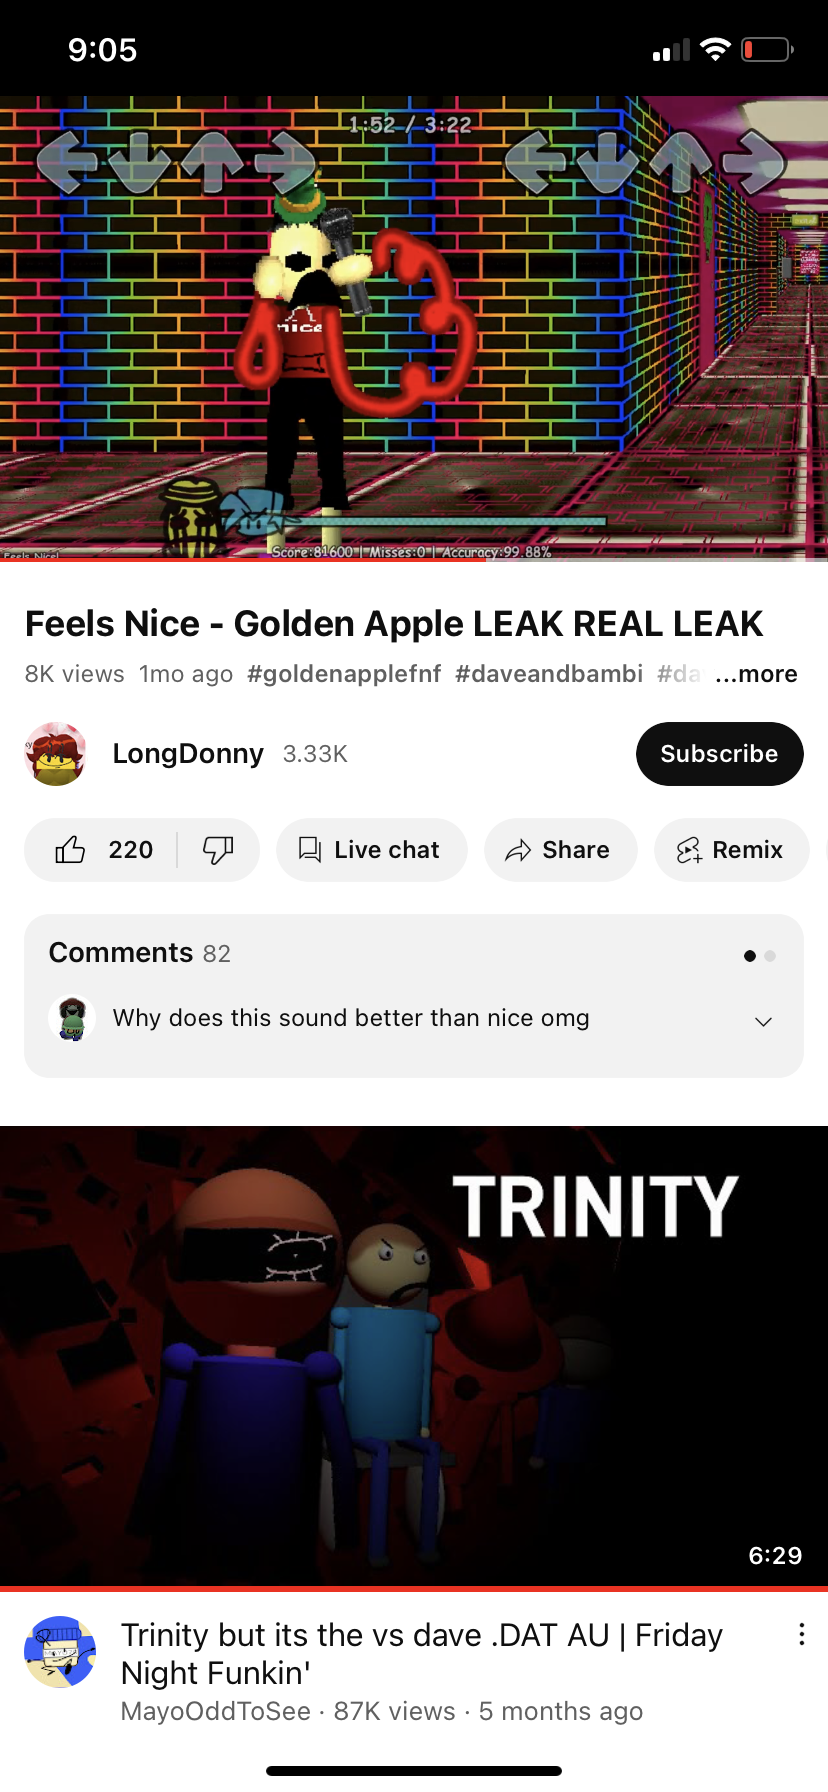 9:05
1:52 / 3:22
nice
Score:81600 | Misses:0 | Accuracy:99.88%
Feels Nice!
Feels Nice - Golden Apple LEAK REAL LEAK
8K views 1mo ago #goldenapplefnf #daveandbambi #da ...more
LongDonny 3.33K
Subscribe
220
Live chat
Share
Remix
Comments 82
Why does this sound better than nice omg
TRINITY
6:29
Trinity but its the vs dave .DAT AU | Friday
Night Funkin'
MayoOddToSee · 87K views · 5 months ago